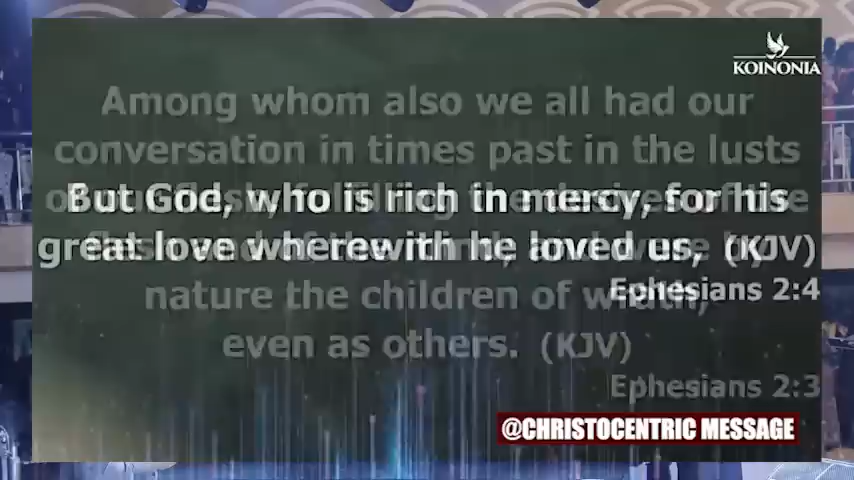 KOINONIA
Among whom also we all had our
conversation in times past in the lusts
But God, who is rich in mercy, for his
great love wherewith he loved us, (KJV)
Ephesians 2:4
nature the children of wrath,
even as others. (KJV)
Ephesians 2:3
@CHRISTOCENTRIC MESSAGE